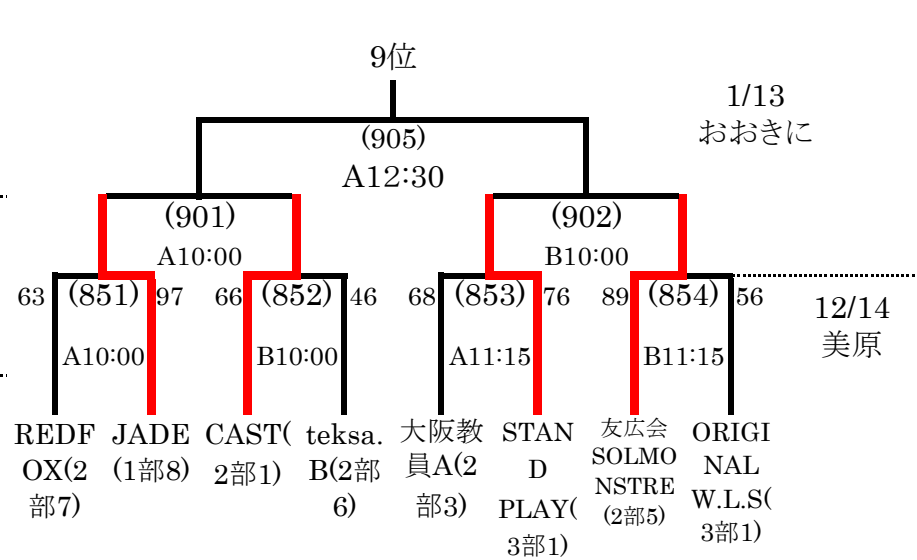 9位
1/13
おおきに
(905)
A12:30
(901)
(902)
A10:00
B10:00
63
(851)
97
66
(852)
46
68
(853)
76
89
(854)
56
12/14
美原
A10:00
B10:00
A11:15
B11:15
REDF
OX(2
部7)
JADE
(1部8)
CAST(
2部1)
teksa.
B(2部
6)
大阪教
員A(2
部3)
STAN
D
PLAY(
3部1)
友広会
SOLMO
NSTRE
(2部5)
ORIGI
NAL
W.L.S(
3部1)